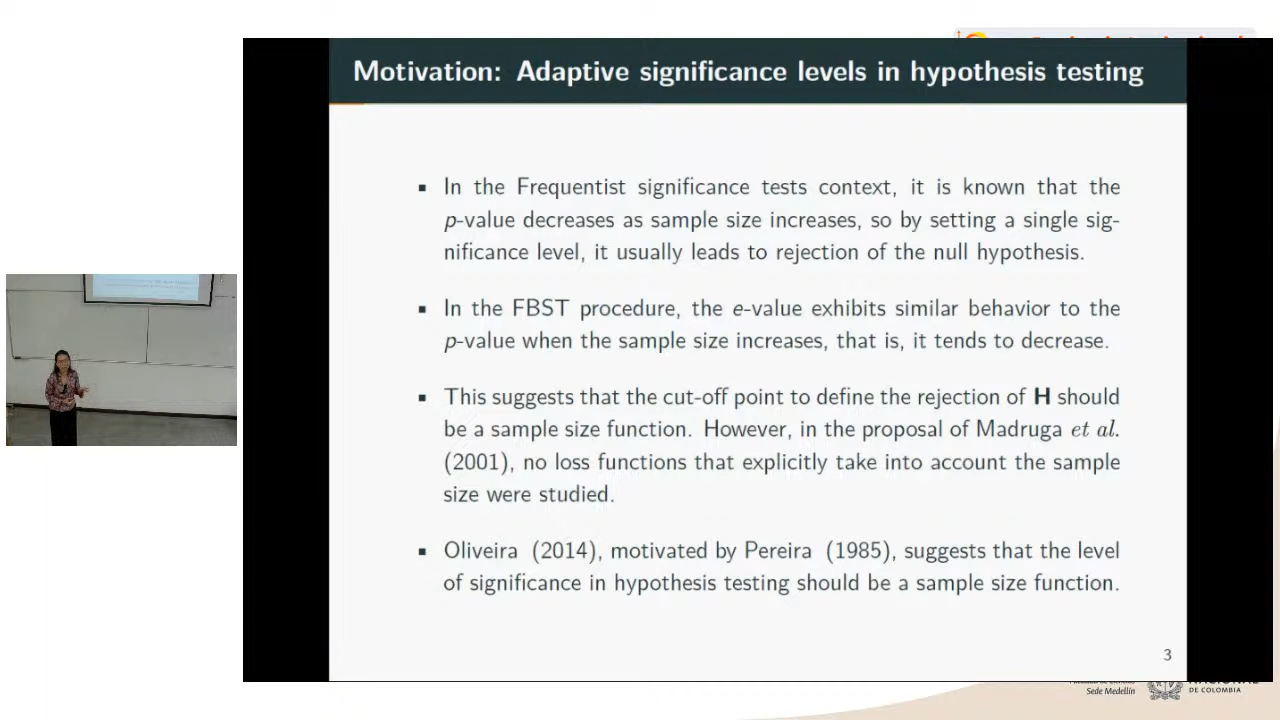 Motivation: Adaptive significance levels in hypothesis testing
▪ In the Frequentist significance tests context, it is known that the
p-value decreases as sample size increases, so by setting a single sig-
nificance level, it usually leads to rejection of the null hypothesis.
▪ In the FBST procedure, the e-value exhibits similar behavior to the
p-value when the sample size increases, that is, it tends to decrease.
▪ This suggests that the cut-off point to define the rejection of H should
be a sample size function. However, in the proposal of Madruga et al.
(2001), no loss functions that explicitly take into account the sample
size were studied.
▪ Oliveira (2014), motivated by Pereira (1985), suggests that the level
of significance in hypothesis testing should be a sample size function.
3
Sede Medellín
DE COLOMBIA